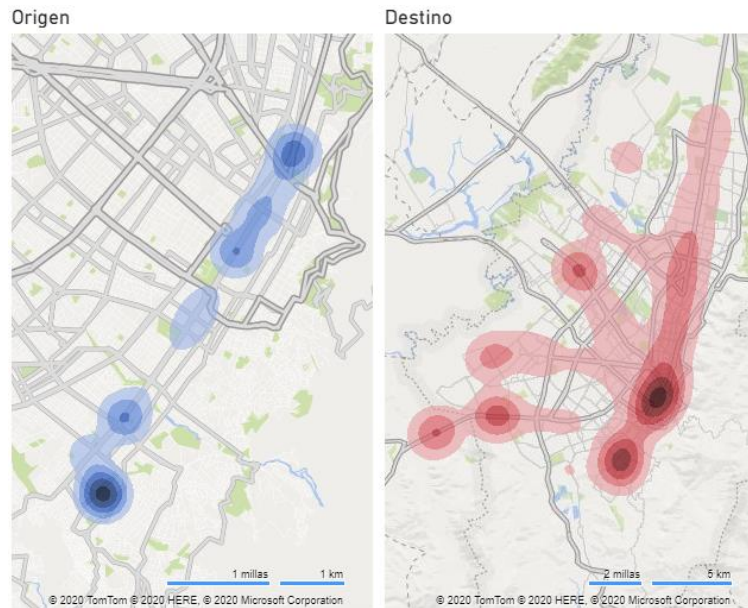 Origen
Destino
1 millas
1 km
© 2020 TomTom © 2020 HERE, © 2020 Microsoft Corporation
2 millas
5 km
© 2020 TomTom © 2020 HERE, © 2020 Microsoft Corporation